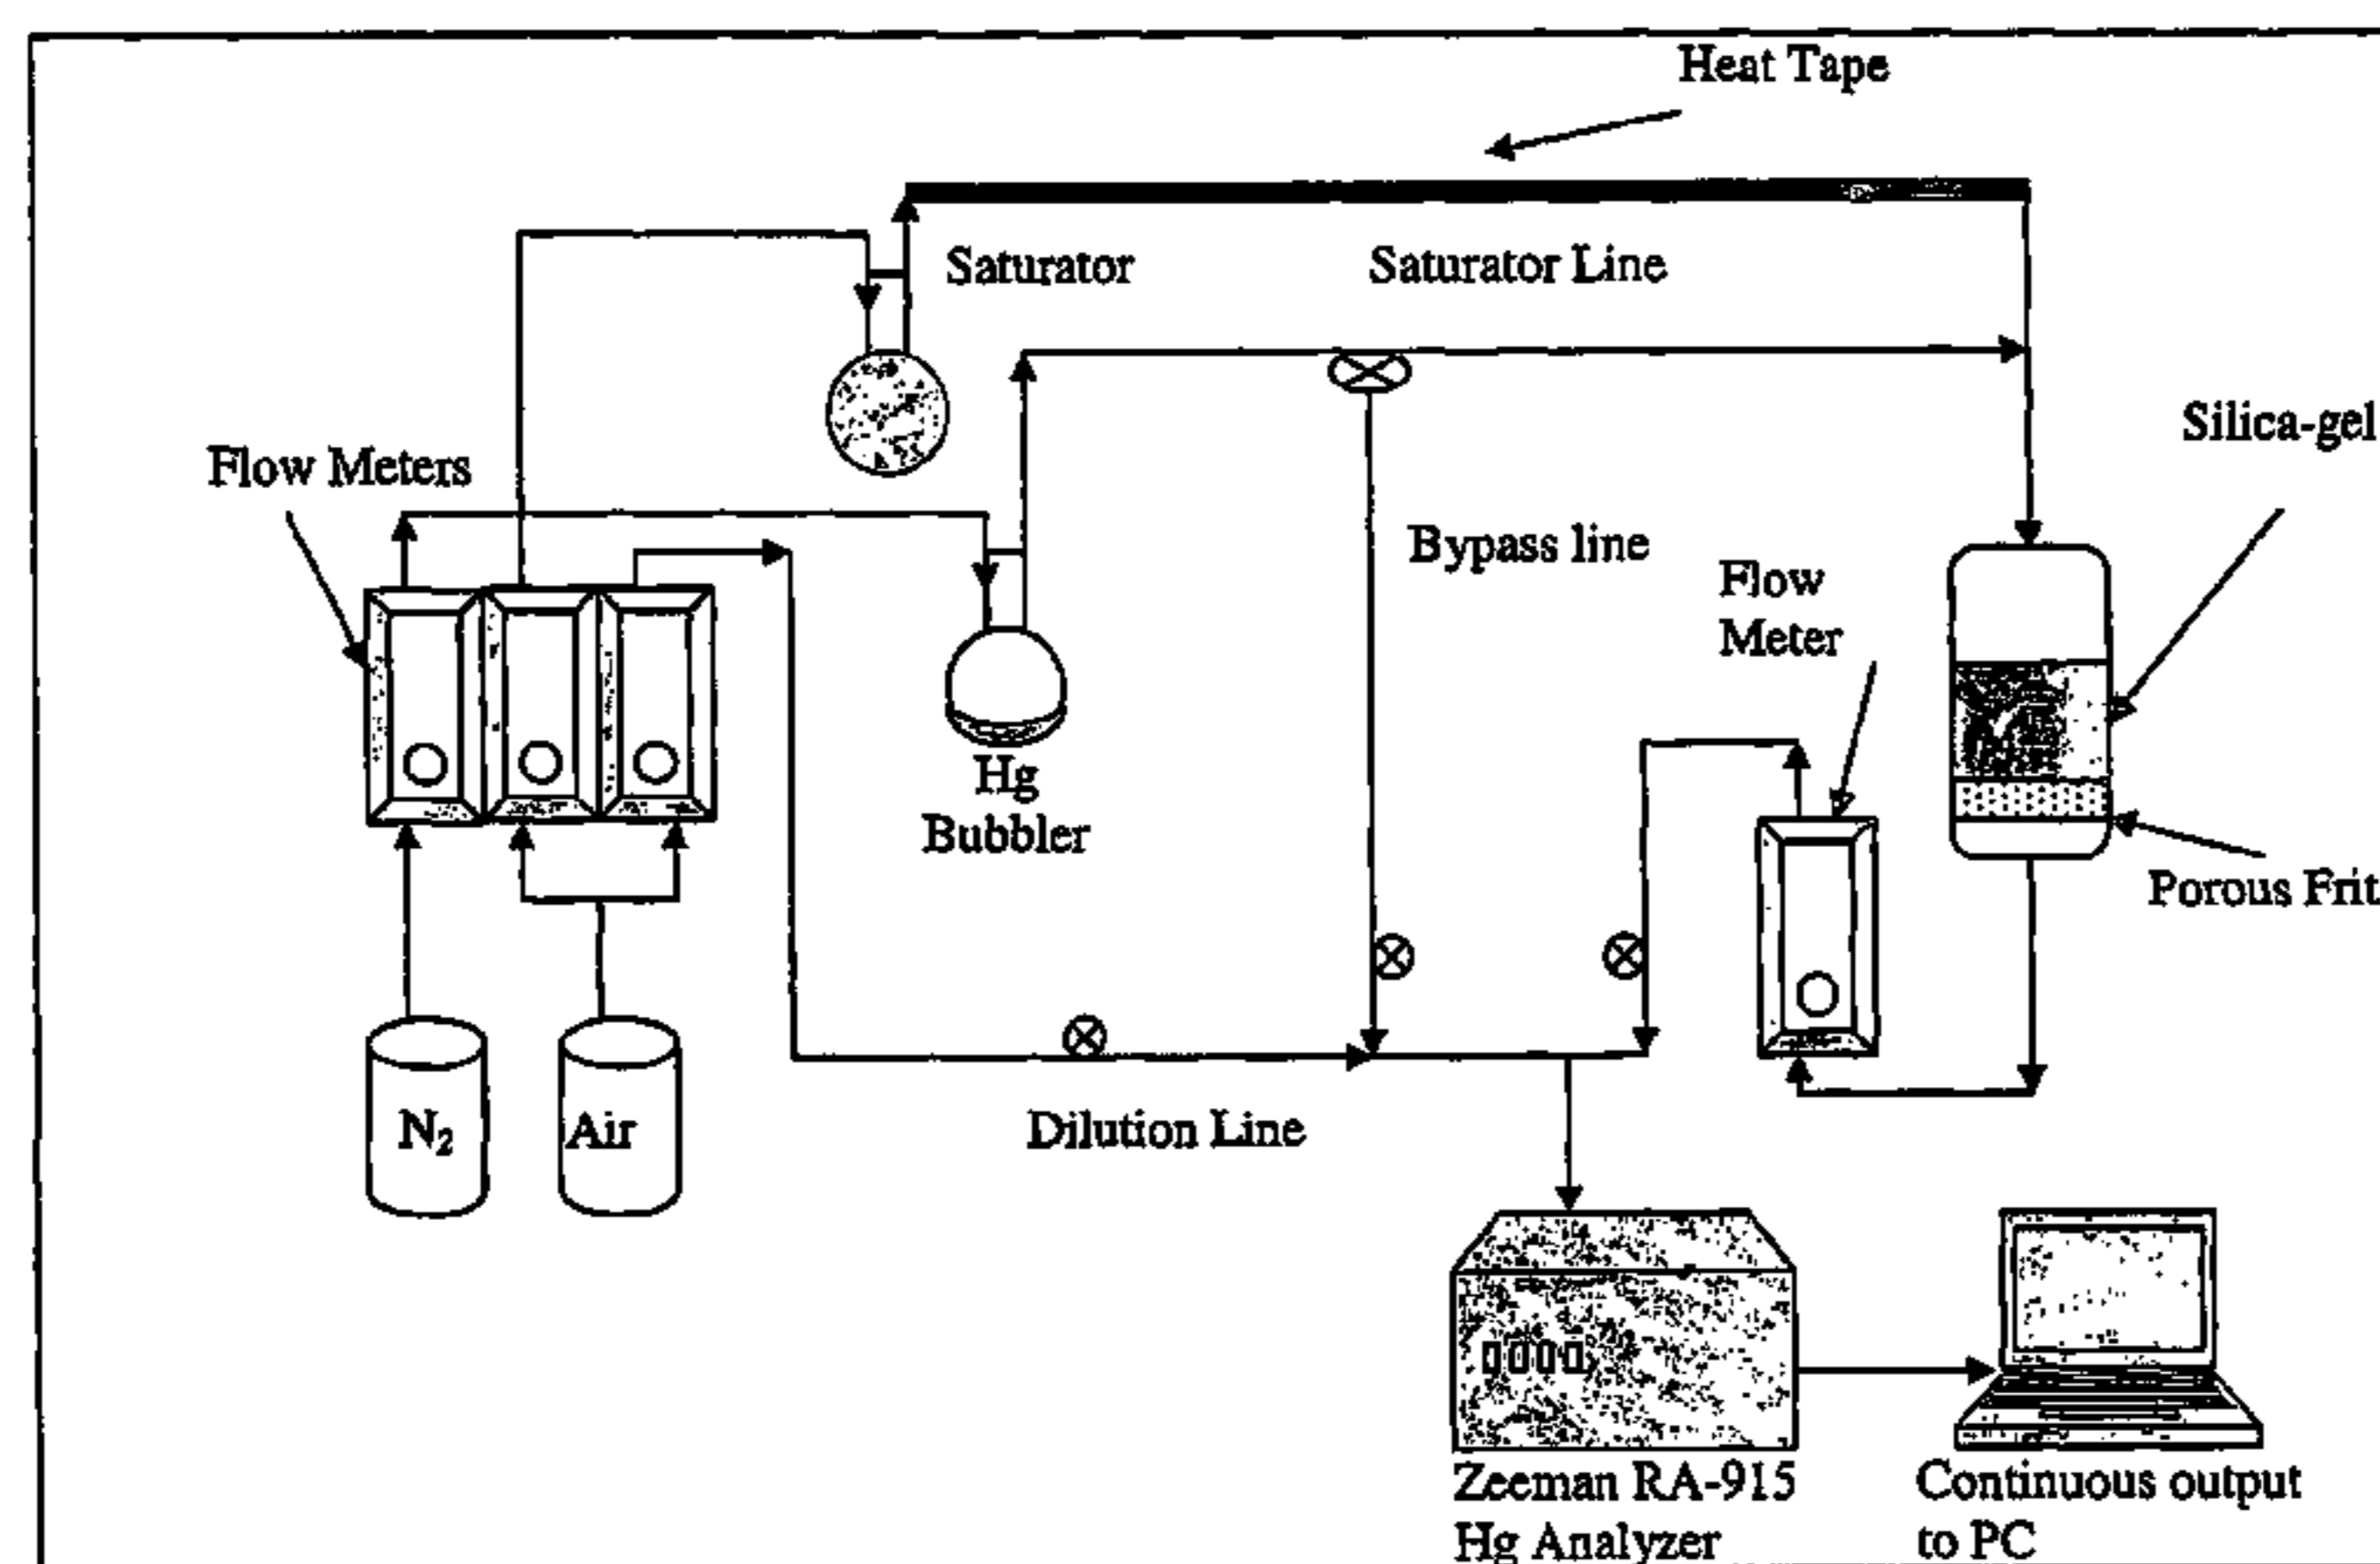 Heat Tape
Saturator
Saturator Line
Silica-gel
Flow Meters
Bypass line
Flow
Meter
Hg
Bubbler
Porous Frit
N₂
Air
Dilution Line
Zeeman RA-915
Hg Analyzer
Continuous output
to PC